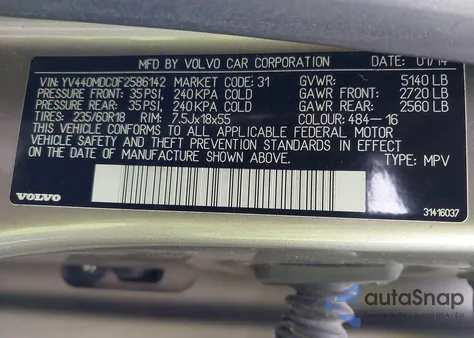 MFD BY VOLVO CAR CORPORATION DATE: 01/14
VIN: YV440MDC0F2586142 MARKET CODE: 31 GVWR: 5140 LB
PRESSURE FRONT: 35 PSI, 240 KPA COLD GAWR FRONT: 2720 LB
PRESSURE REAR: 35 PSI, 240 KPA COLD GAWR REAR: 2560 LB
TIRES: 235/60R18 RIM: 7.5Jx18x55 COLOUR: 484-16
THIS VEHICLE CONFORMS TO ALL APPLICABLE FEDERAL MOTOR
VEHICLE SAFETY AND THEFT PREVENTION STANDARDS IN EFFECT
ON THE DATE OF MANUFACTURE SHOWN ABOVE. TYPE: MPV
VOLVO 31416037
autoSnap